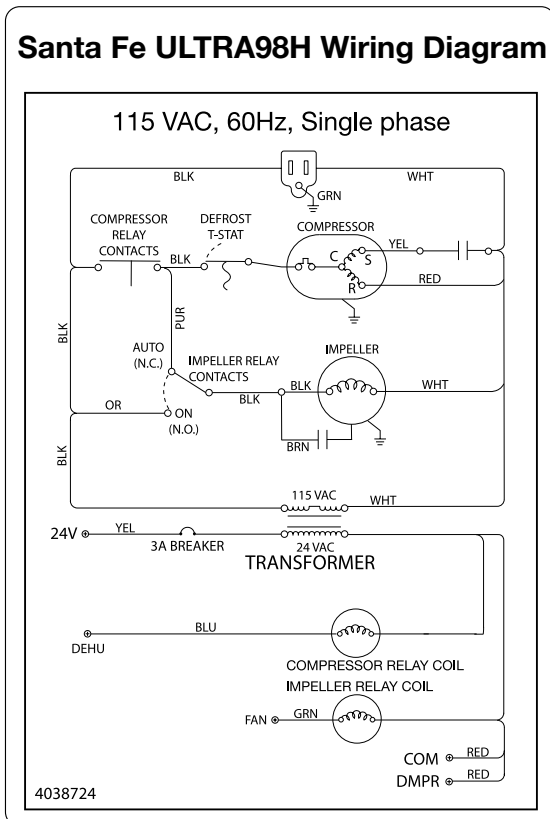 Santa Fe ULTRA98H Wiring Diagram
115 VAC, 60Hz, Single phase
BLK
WHT
GRN
COMPRESSOR
RELAY
CONTACTS
DEFROST
T-STAT
COMPRESSOR
BLK
C
S
R
YEL
RED
BLK
PUR
AUTO
(N.C.)
IMPELLER RELAY
CONTACTS
IMPELLER
BLK
BLK
WHT
OR
ON
(N.O.)
BRN
BLK
115 VAC
WHT
24V
YEL
3A BREAKER
24 VAC
TRANSFORMER
BLU
DEHU
COMPRESSOR RELAY COIL
IMPELLER RELAY COIL
FAN
GRN
COM
RED
DMPR
RED
4038724